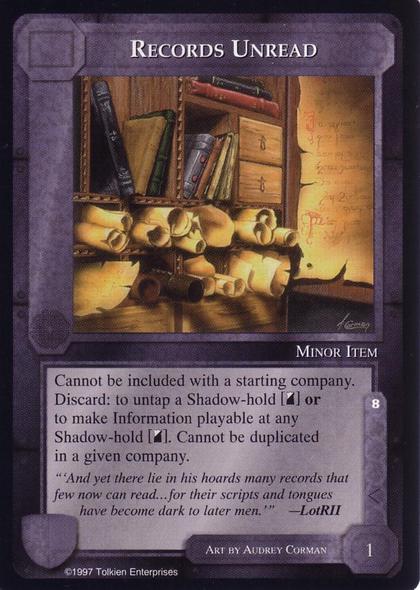 RECORDS UNREAD
MINOR ITEM
Cannot be included with a starting company.
Discard: to untap a Shadow-hold [] or
to make Information playable at any
Shadow-hold []. Cannot be duplicated
in a given company.
8
"'And yet there lie in his hoards many records that
few now can read...for their scripts and tongues
have become dark to later men.'" —LotRII
ART BY AUDREY CORMAN
1
©1997 Tolkien Enterprises